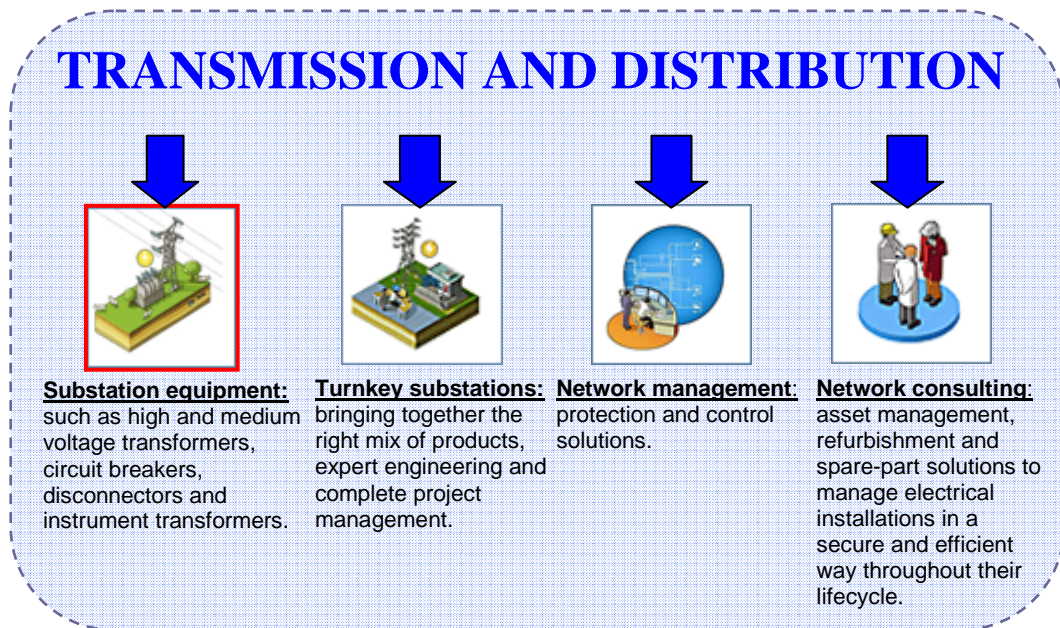 TRANSMISSION AND DISTRIBUTION
Substation equipment:
such as high and medium
voltage transformers,
circuit breakers,
disconnectors and
instrument transformers.
Turnkey substations:
bringing together the
right mix of products,
expert engineering and
complete project
management.
Network management:
protection and control
solutions.
Network consulting:
asset management,
refurbishment and
spare-part solutions to
manage electrical
installations in a
secure and efficient
way throughout their
lifecycle.